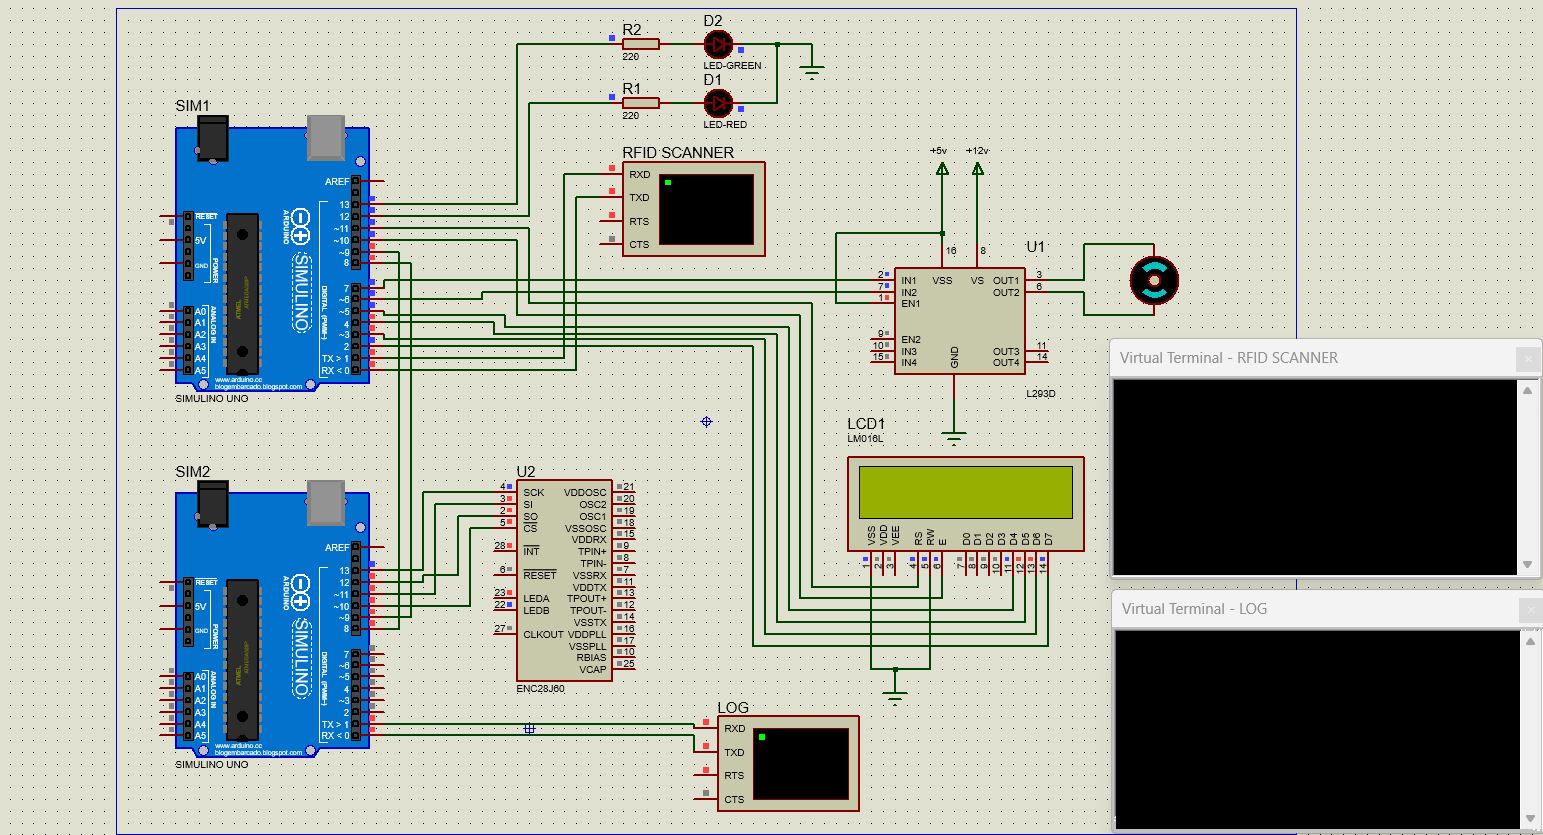 R2
220
D2
LED-GREEN
R1
220
D1
LED-RED
SIM1
AREF
RESET
5V
GND
POWER
A0
A1
A2
A3
A4
A5
ANALOG IN
ARDUINO
SIMULINO
DIGITAL (PWM~)
13
12
~11
~10
~9
8
7
~6
~5
4
~3
2
TX > 1
RX < 0
www.arduino.cc
blogembarcado.blogspot.com
SIMULINO UNO
RFID SCANNER
RXD
TXD
RTS
CTS
+5v
+12v
16
8
U1
2
7
1
9
10
15
IN1
IN2
EN1
EN2
IN3
IN4
VSS
VS
GND
OUT1
OUT2
OUT3
OUT4
3
6
11
14
L293D
Virtual Terminal - RFID SCANNER
LCD1
LM016L
VSS
VDD
VEE
RS
RW
E
D0
D1
D2
D3
D4
D5
D6
D7
1
2
3
4
5
6
7
8
9
10
11
12
13
14
SIM2
AREF
RESET
5V
GND
POWER
A0
A1
A2
A3
A4
A5
ANALOG IN
ARDUINO
SIMULINO
DIGITAL (PWM~)
13
12
~11
~10
~9
8
7
~6
~5
4
~3
2
TX > 1
RX < 0
www.arduino.cc
blogembarcado.blogspot.com
SIMULINO UNO
U2
4 SCK VDDOSC 21
3 SI OSC2 20
2 SO OSC1 19
5 CS VSSOSC 18
VDDRX 15
28 INT TPIN+ 9
TPIN- 8
6 RESET VSSRX 7
VDDTX 11
23 LEDA TPOUT+ 13
22 LEDB TPOUT- 12
VSSTX 14
27 CLKOUT VDDPLL 16
VSSPLL 17
RBIAS 10
VCAP 25
ENC28J60
Virtual Terminal - LOG
LOG
RXD
TXD
RTS
CTS